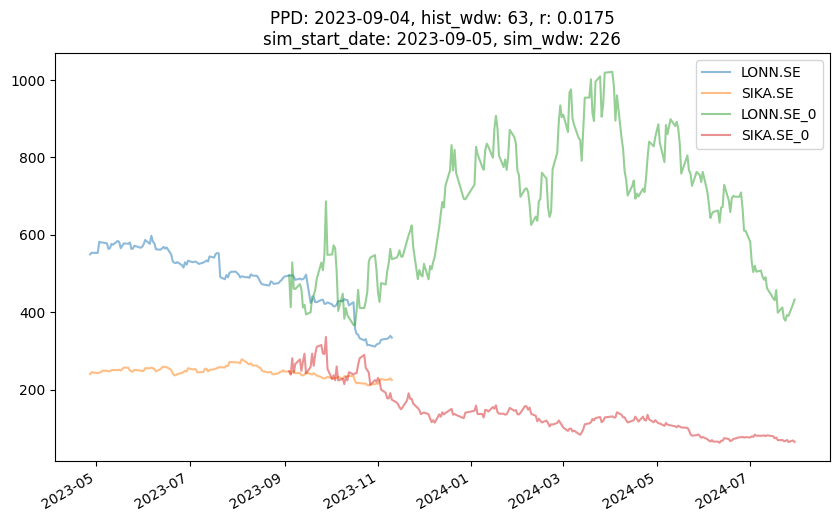 PPD: 2023-09-04, hist_wdw: 63, r: 0.0175
sim_start_date: 2023-09-05, sim_wdw: 226
LONN.SE
SIKA.SE
LONN.SE_0
SIKA.SE_0
1000
800
600
400
200
2023-05
2023-07
2023-09
2023-11
2024-01
2024-03
2024-05
2024-07